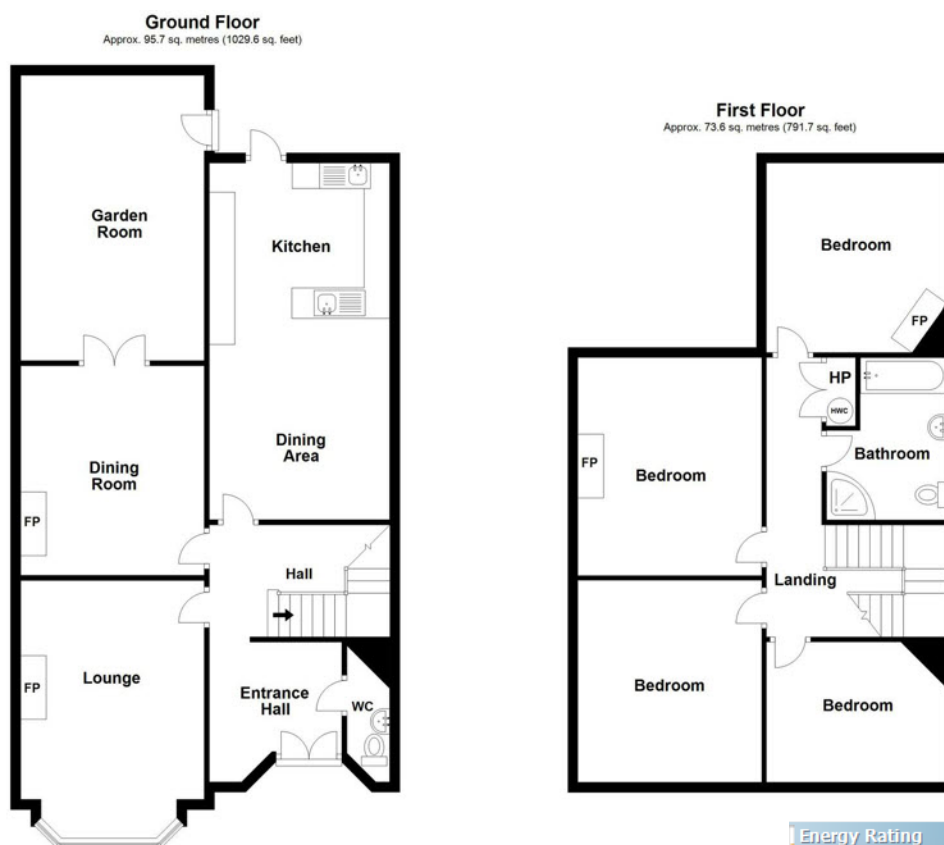 Ground Floor
Approx. 95.7 sq. metres (1029.6 sq. feet)
Garden
Room
Kitchen
Dining
Room
Dining
Area
FP
Hall
Lounge
FP
Entrance
Hall
WC
First Floor
Approx. 73.6 sq. metres (791.7 sq. feet)
Bedroom
FP
HP
HWC
Bedroom
FP
Bathroom
Landing
Bedroom
Bedroom
Energy Rating